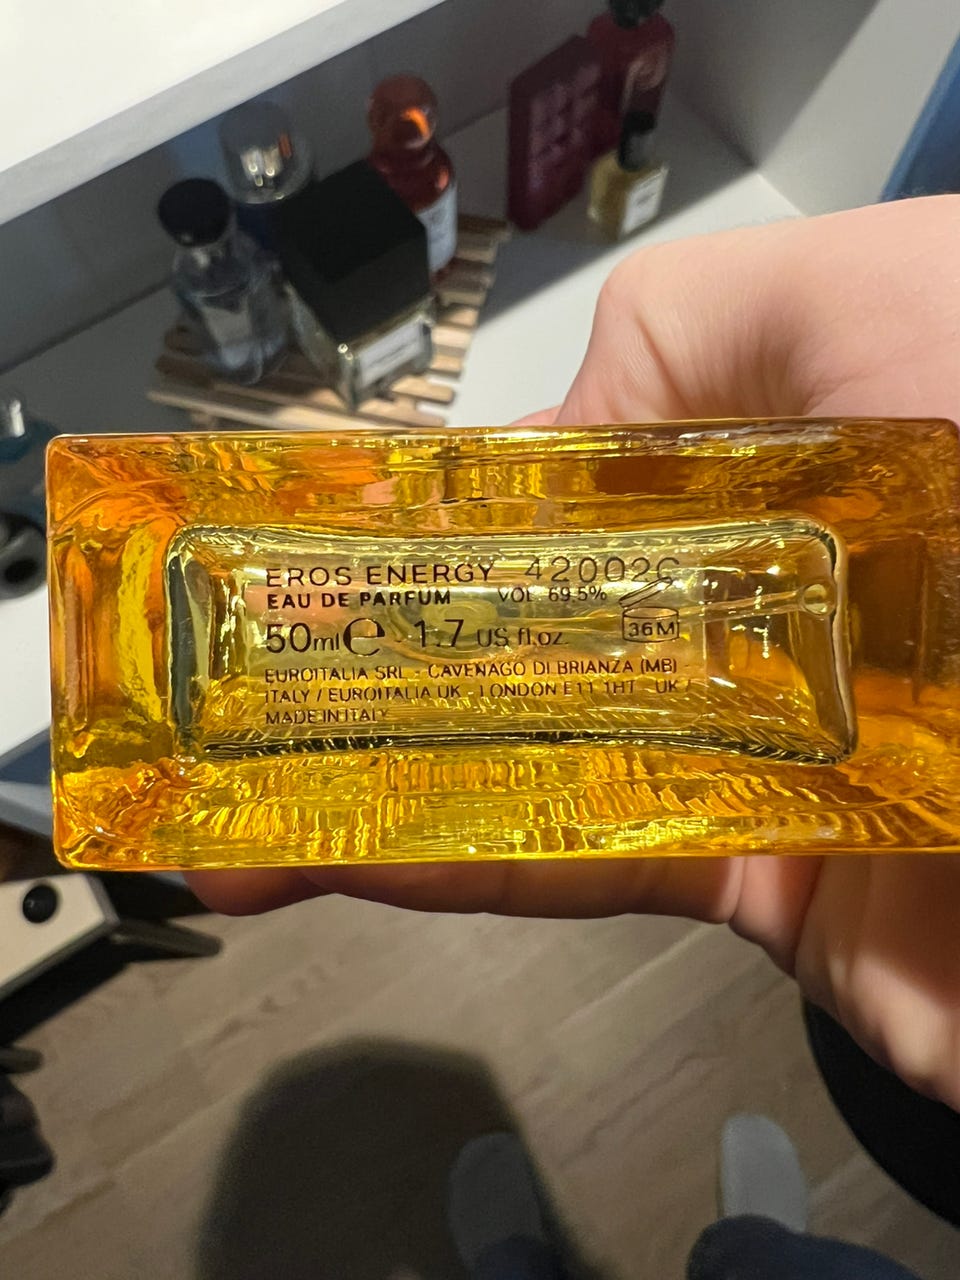 EROS ENERGY 42002C
EAU DE PARFUM VOL 69.5%
50ml e - 1.7 US fl.oz.
36M
EUROITALIA SRL - CAVENAGO DI BRIANZA (MB) -
ITALY / EUROITALIA UK - LONDON E11 1HT - UK /
MADE IN ITALY